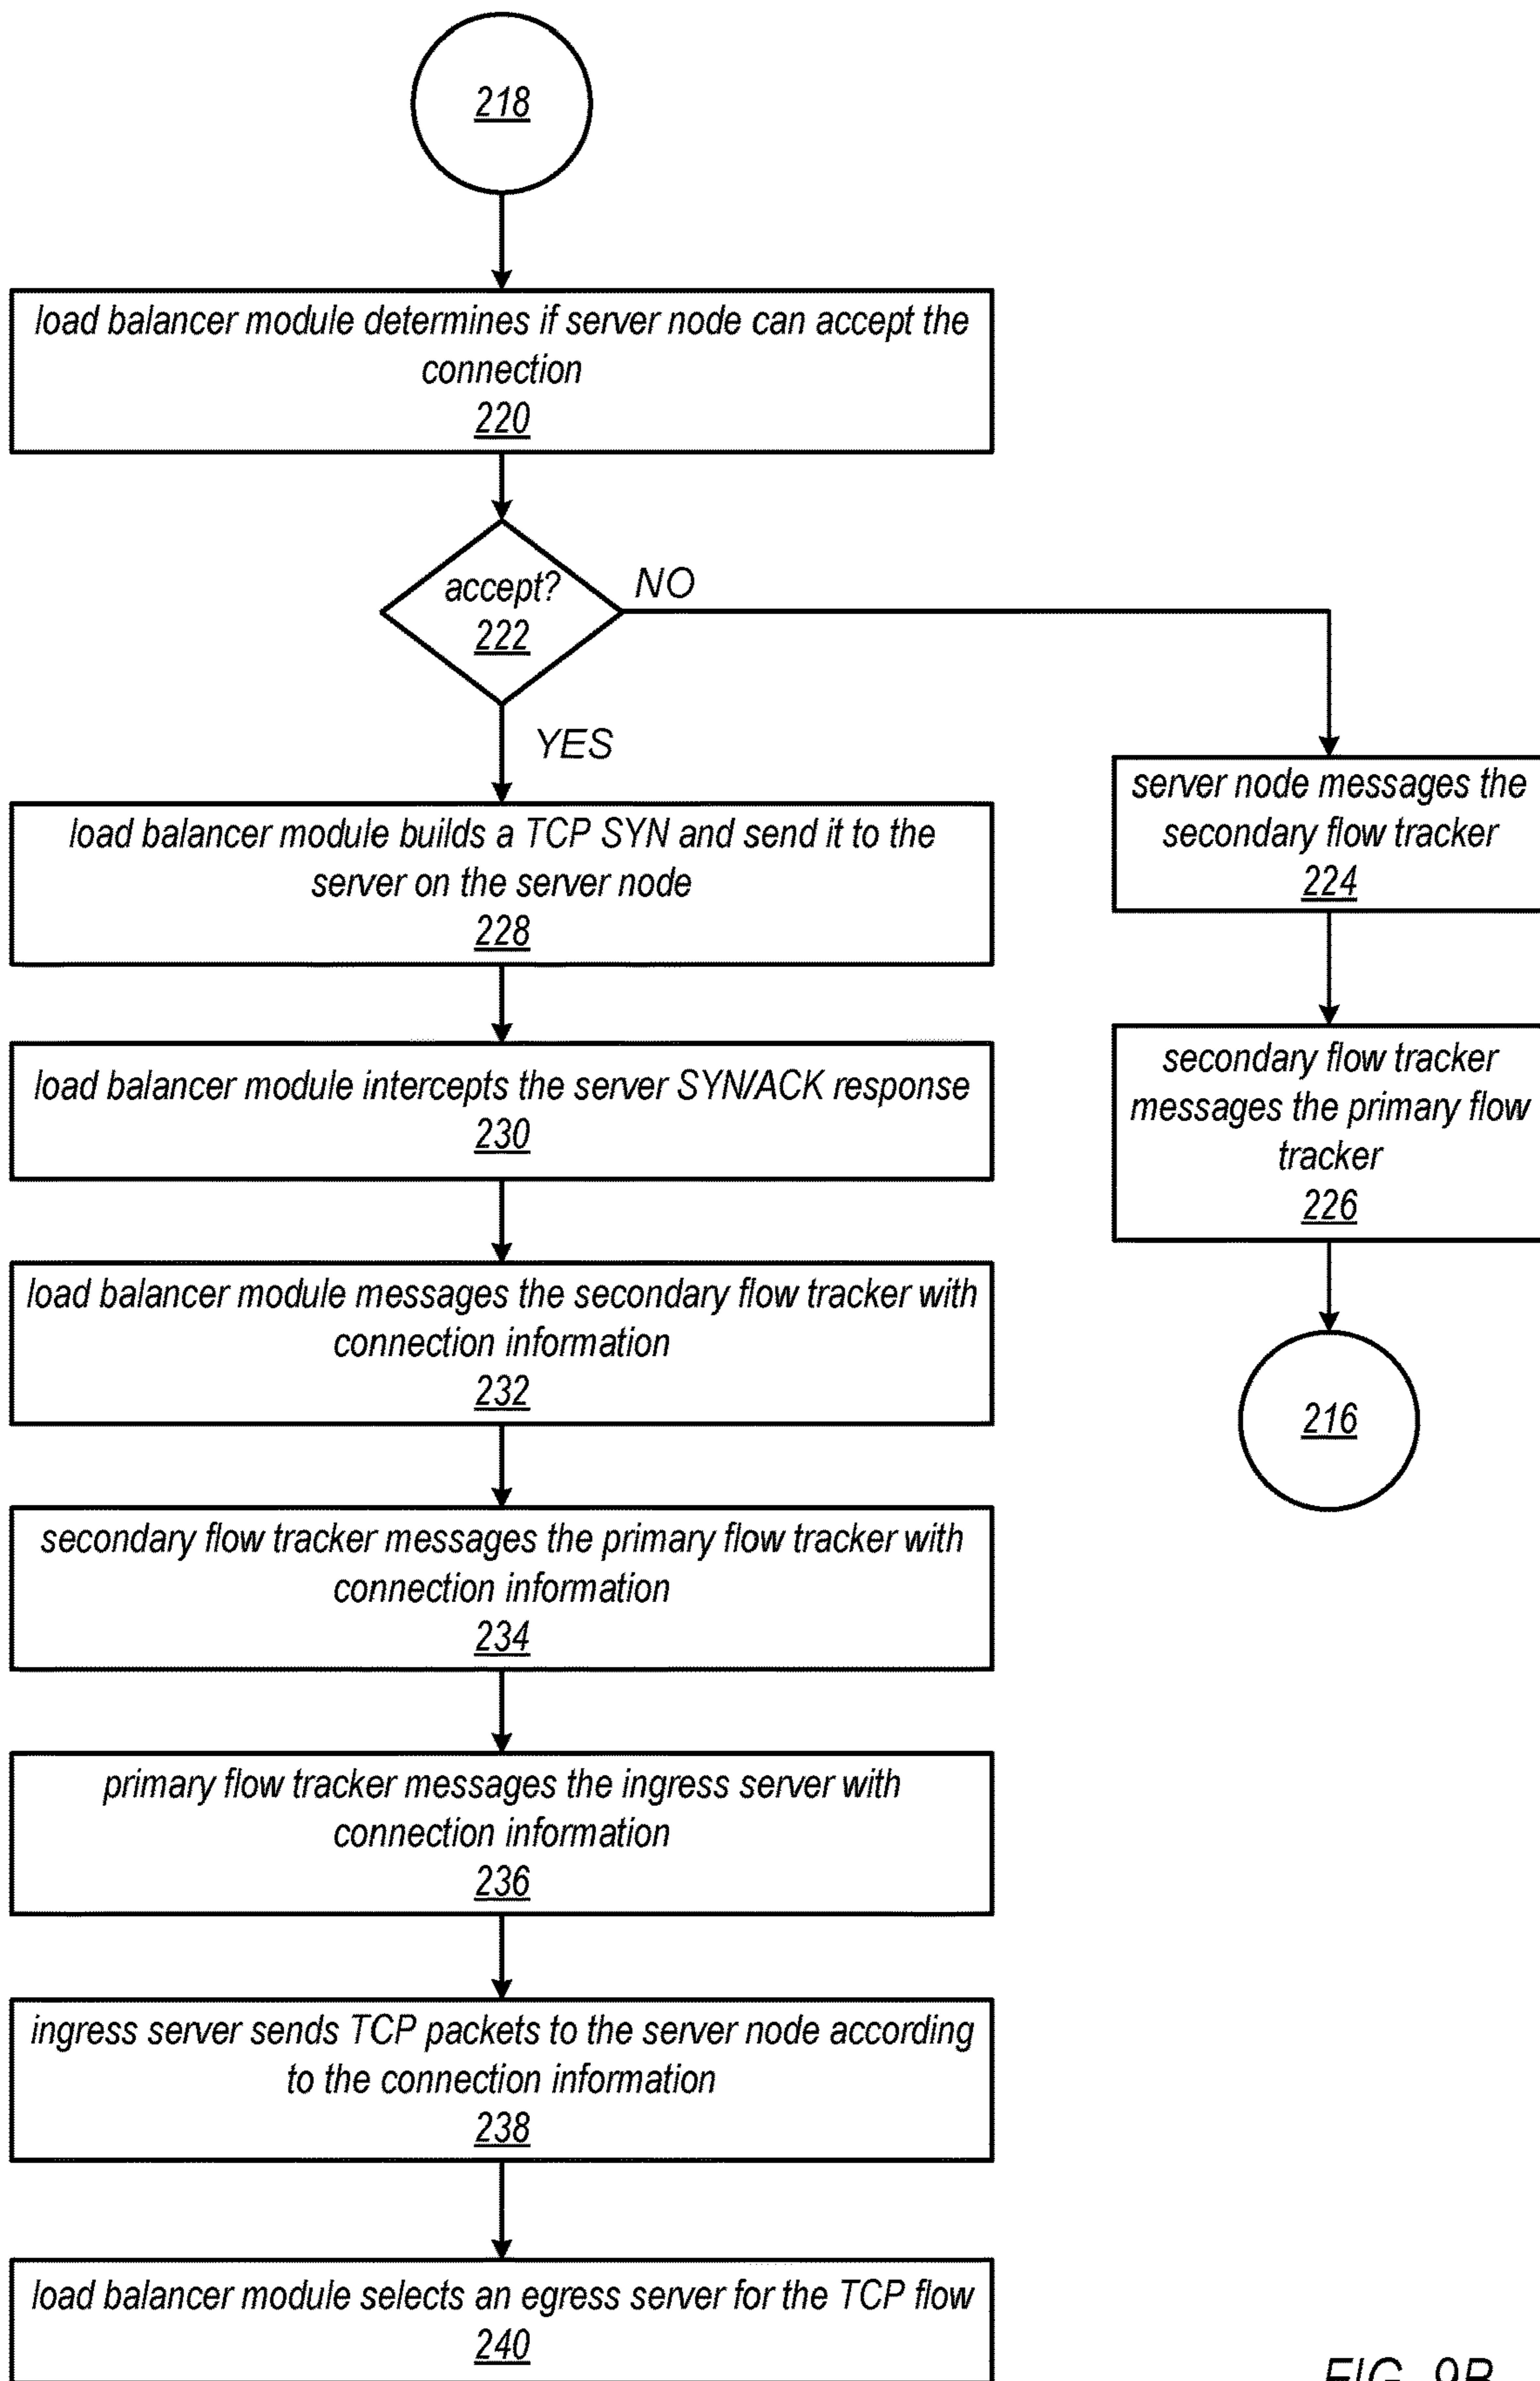 218
load balancer module determines if server node can accept the
connection
220
accept?
222
NO
YES
load balancer module builds a TCP SYN and send it to the
server on the server node
228
server node messages the
secondary flow tracker
224
load balancer module intercepts the server SYN/ACK response
230
secondary flow tracker
messages the primary flow
tracker
226
load balancer module messages the secondary flow tracker with
connection information
232
216
secondary flow tracker messages the primary flow tracker with
connection information
234
primary flow tracker messages the ingress server with
connection information
236
ingress server sends TCP packets to the server node according
to the connection information
238
load balancer module selects an egress server for the TCP flow
240
FIG. 9B